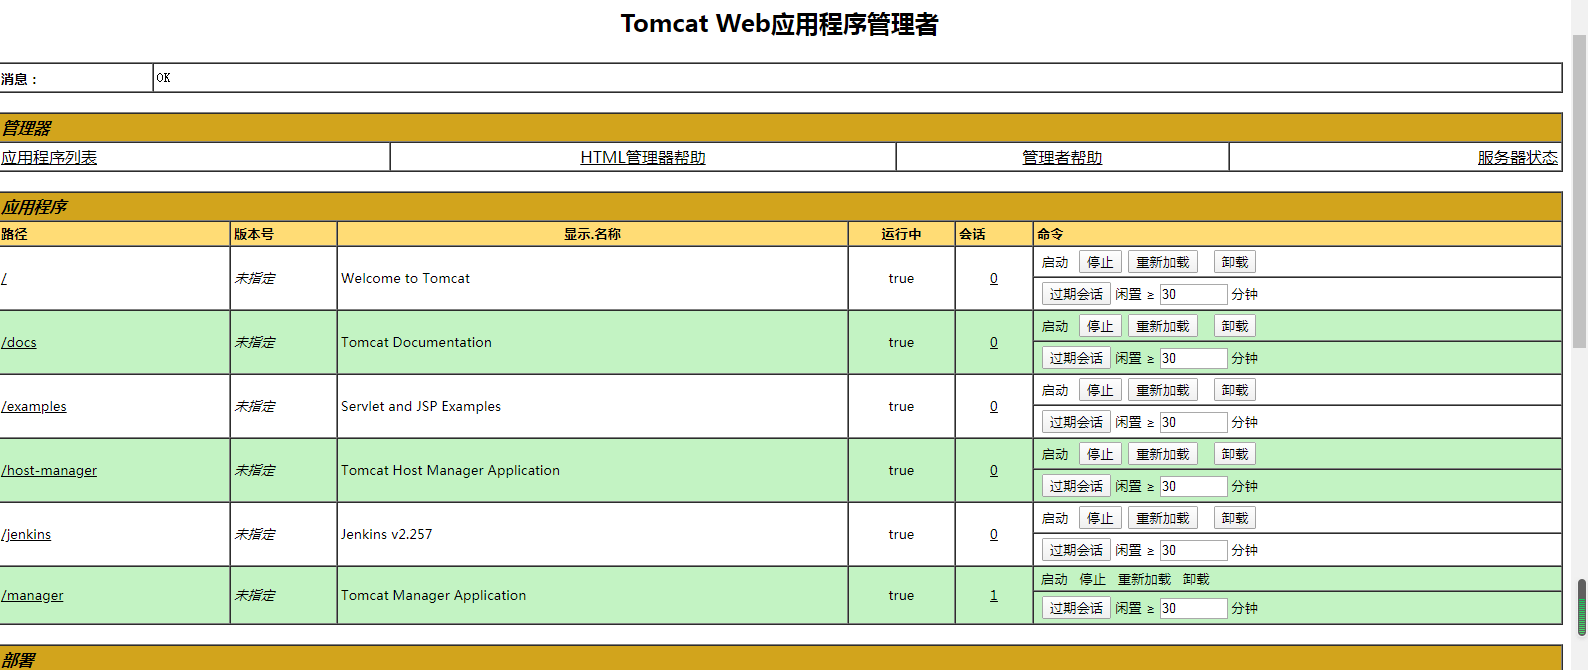 Tomcat Web应用程序管理者
消息： OK
管理器
应用程序列表 HTML管理器帮助 管理者帮助 服务器状态
应用程序
路径 版本号 显示.名称 运行中 会话 命令
/ 未指定 Welcome to Tomcat true 0 启动 停止 重新加载 卸载
过期会话 闲置 ≥ 30 分钟
/docs 未指定 Tomcat Documentation true 0 启动 停止 重新加载 卸载
过期会话 闲置 ≥ 30 分钟
/examples 未指定 Servlet and JSP Examples true 0 启动 停止 重新加载 卸载
过期会话 闲置 ≥ 30 分钟
/host-manager 未指定 Tomcat Host Manager Application true 0 启动 停止 重新加载 卸载
过期会话 闲置 ≥ 30 分钟
/jenkins 未指定 Jenkins v2.257 true 0 启动 停止 重新加载 卸载
过期会话 闲置 ≥ 30 分钟
/manager 未指定 Tomcat Manager Application true 1 启动 停止 重新加载 卸载
过期会话 闲置 ≥ 30 分钟
部署